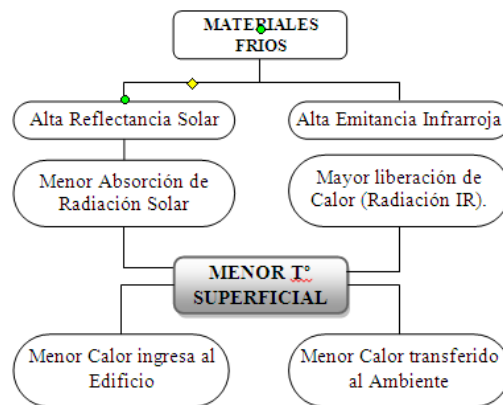 MATERIALES
FRIOS
Alta Reflectancia Solar
Alta Emitancia Infrarroja
Menor Absorción de
Radiación Solar
Mayor liberación de
Calor (Radiación IR).
MENOR Tº
SUPERFICIAL
Menor Calor ingresa al
Edificio
Menor Calor transferido
al Ambiente